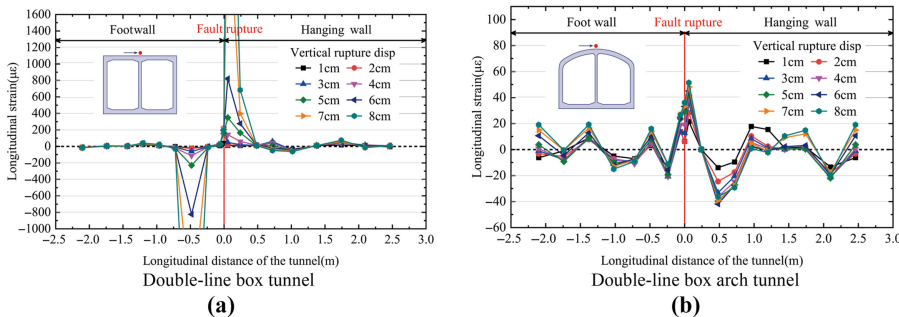 a
Footwall
Fault rupture
Hanging wall
Vertical rupture disp
1cm 2cm
3cm 4cm
5cm 6cm
7cm 8cm
Longitudinal strain(με)
1600
1400
1200
1000
800
600
400
200
0
-200
-400
-600
-800
-1000
-2.5 -2.0 -1.5 -1.0 -0.5 0.0 0.5 1.0 1.5 2.0 2.5 3.0
Longitudinal distance of the tunnel(m)
Double-line box tunnel
(a)
b
Foot wall
Fault rupture
Hanging wall
Vertical rupture disp
1cm 2cm
3cm 4cm
5cm 6cm
7cm 8cm
Longitudinal strain(με)
100
80
60
40
20
0
-20
-40
-60
-2.5 -2.0 -1.5 -1.0 -0.5 0.0 0.5 1.0 1.5 2.0 2.5 3.0
Longitudinal distance of the tunnel(m)
Double-line box arch tunnel
(b)